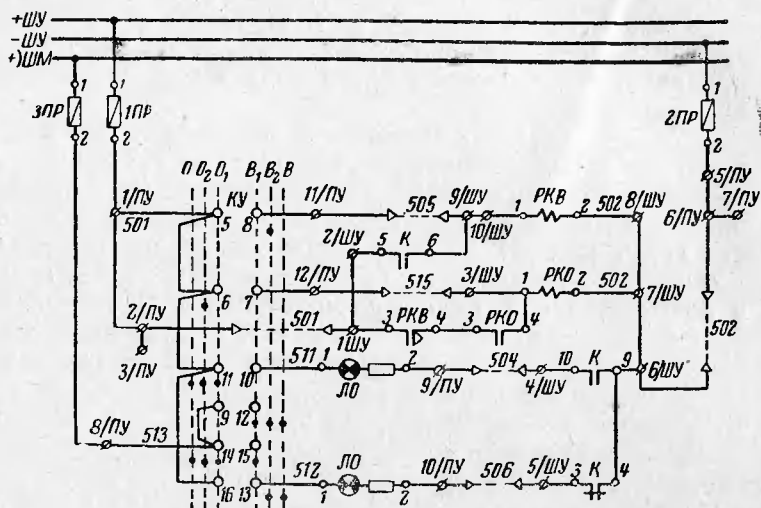 +ШУ
-ШУ
+)ШМ
1 1 1
3ПР 1ПР 2ПР
2 2 2
О О₂ О₁ В₁ В₂ В
КУ
5/ПУ
7/ПУ
6/ПУ
1/ПУ
501
5 8
11/ПУ 505 9/ШУ 1 РКВ 2 502 8/ШУ
10/ШУ
2/ШУ 5 К 6
6 7
12/ПУ 515 3/ШУ 1 РКО 2 502 7/ШУ
2/ПУ 501 1ШУ 3 РКВ 4 3 РКО 4
502
3/ПУ
11 10
511 1 ЛО 2 9/ПУ 504 4/ШУ 10 К 9 6/ШУ
9 12
8/ПУ 513
14 15
16 13
512 1 ЛО 2 10/ПУ 506 5/ШУ 3 К 4